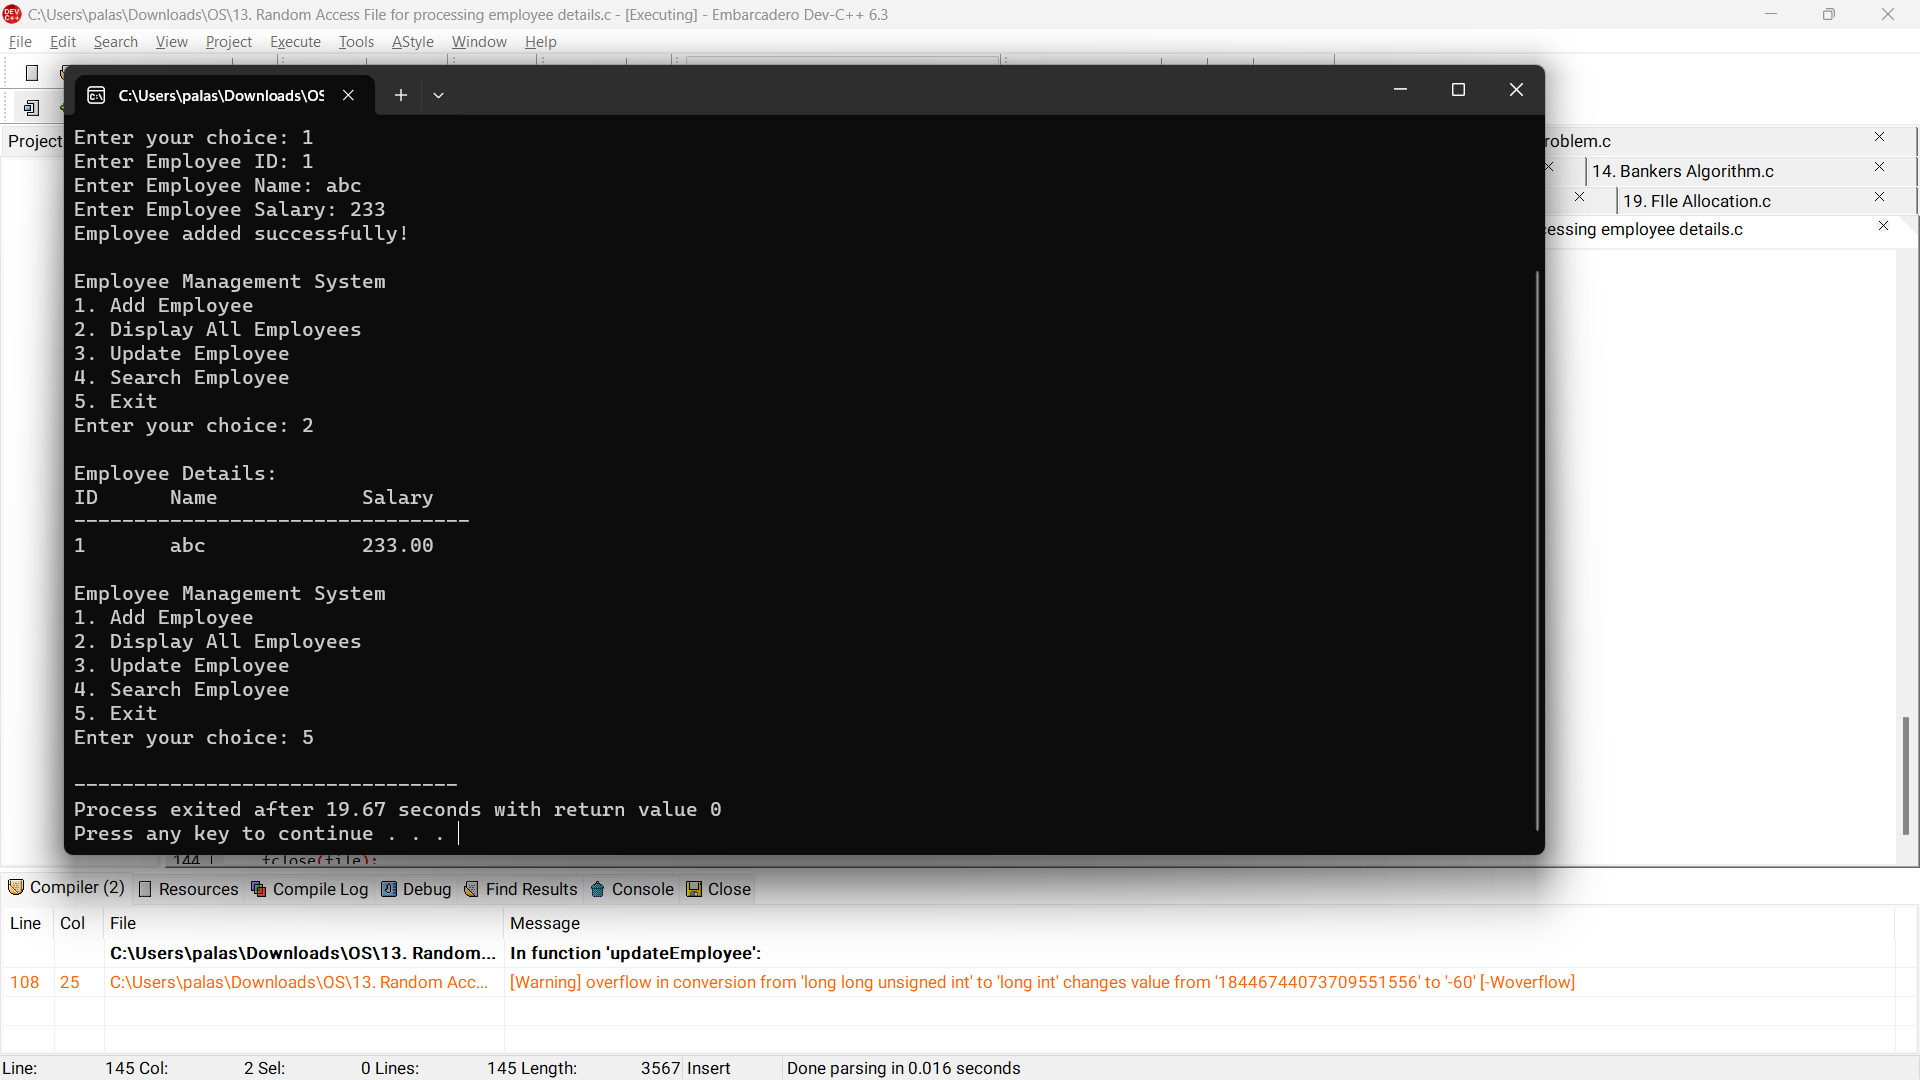 C:\Users\palas\Downloads\OS\13. Random Access File for processing employee details.c - [Executing] - Embarcadero Dev-C++ 6.3
File Edit Search View Project Execute Tools AStyle Window Help
C:\Users\palas\Downloads\OS
Project
roblem.c
14. Bankers Algorithm.c
19. FIle Allocation.c
essing employee details.c
Enter your choice: 1
Enter Employee ID: 1
Enter Employee Name: abc
Enter Employee Salary: 233
Employee added successfully!
Employee Management System
1. Add Employee
2. Display All Employees
3. Update Employee
4. Search Employee
5. Exit
Enter your choice: 2
Employee Details:
ID Name Salary
---------------------------------
1 abc 233.00
Employee Management System
1. Add Employee
2. Display All Employees
3. Update Employee
4. Search Employee
5. Exit
Enter your choice: 5
--------------------------------
Process exited after 19.67 seconds with return value 0
Press any key to continue . . .
144 fclose(file);
Compiler (2) Resources Compile Log Debug Find Results Console Close
Line Col File Message
C:\Users\palas\Downloads\OS\13. Random... In function 'updateEmployee':
108 25 C:\Users\palas\Downloads\OS\13. Random Acc... [Warning] overflow in conversion from 'long long unsigned int' to 'long int' changes value from '18446744073709551556' to '-60' [-Woverflow]
Line: 145 Col: 2 Sel: 0 Lines: 145 Length: 3567 Insert Done parsing in 0.016 seconds